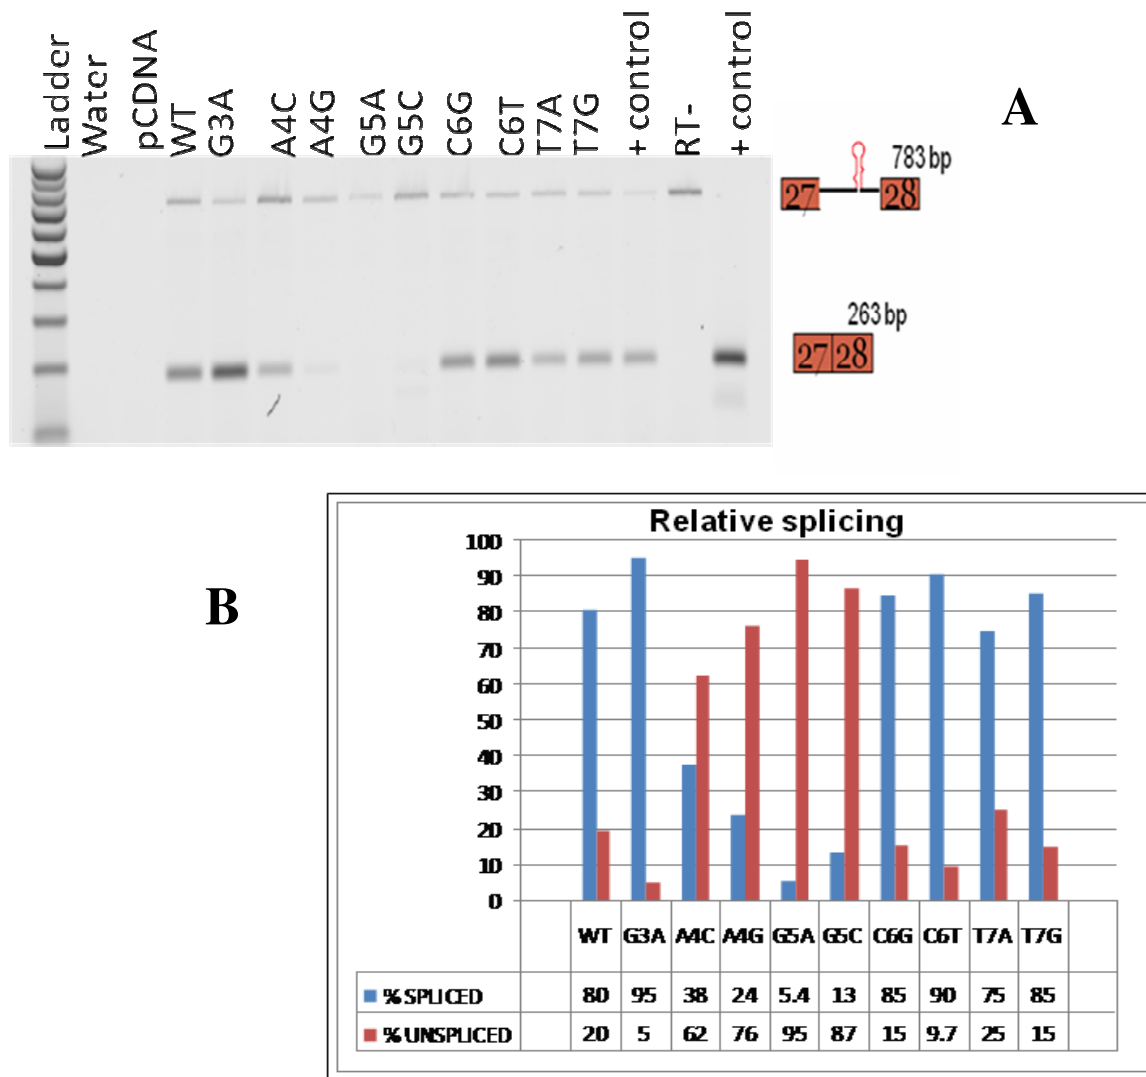 Ladder
Water
pCDNA
WT
G3A
A4C
A4G
G5A
G5C
C6G
C6T
T7A
T7G
+ control
RT-
+ control
A
783 bp
27 28
263 bp
27 28
B
Relative splicing
100
90
80
70
60
50
40
30
20
10
0
WT G3A A4C A4G G5A G5C C6G C6T T7A T7G
% SPLICED 80 95 38 24 5.4 13 85 90 75 85
% UNSPLICED 20 5 62 76 95 87 15 9.7 25 15